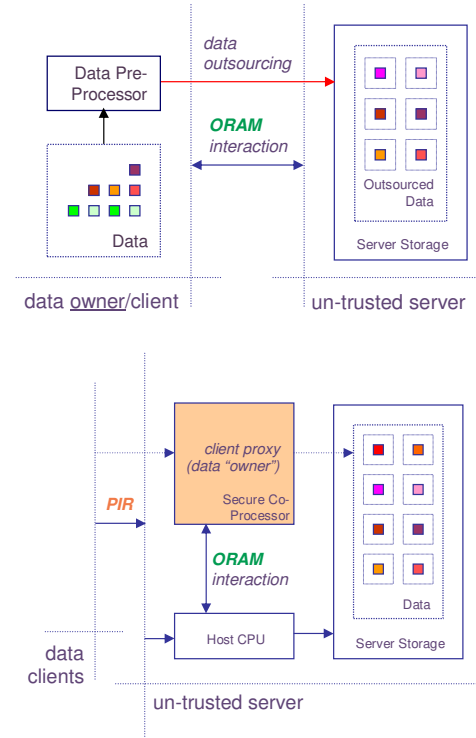 data
outsourcing
Data Pre-
Processor
ORAM
interaction
Data
Outsourced
Data
Server Storage
data owner/client
un-trusted server
client proxy
(data “owner”)
Secure Co-
Processor
PIR
ORAM
interaction
Data
Host CPU
Server Storage
data
clients
un-trusted server